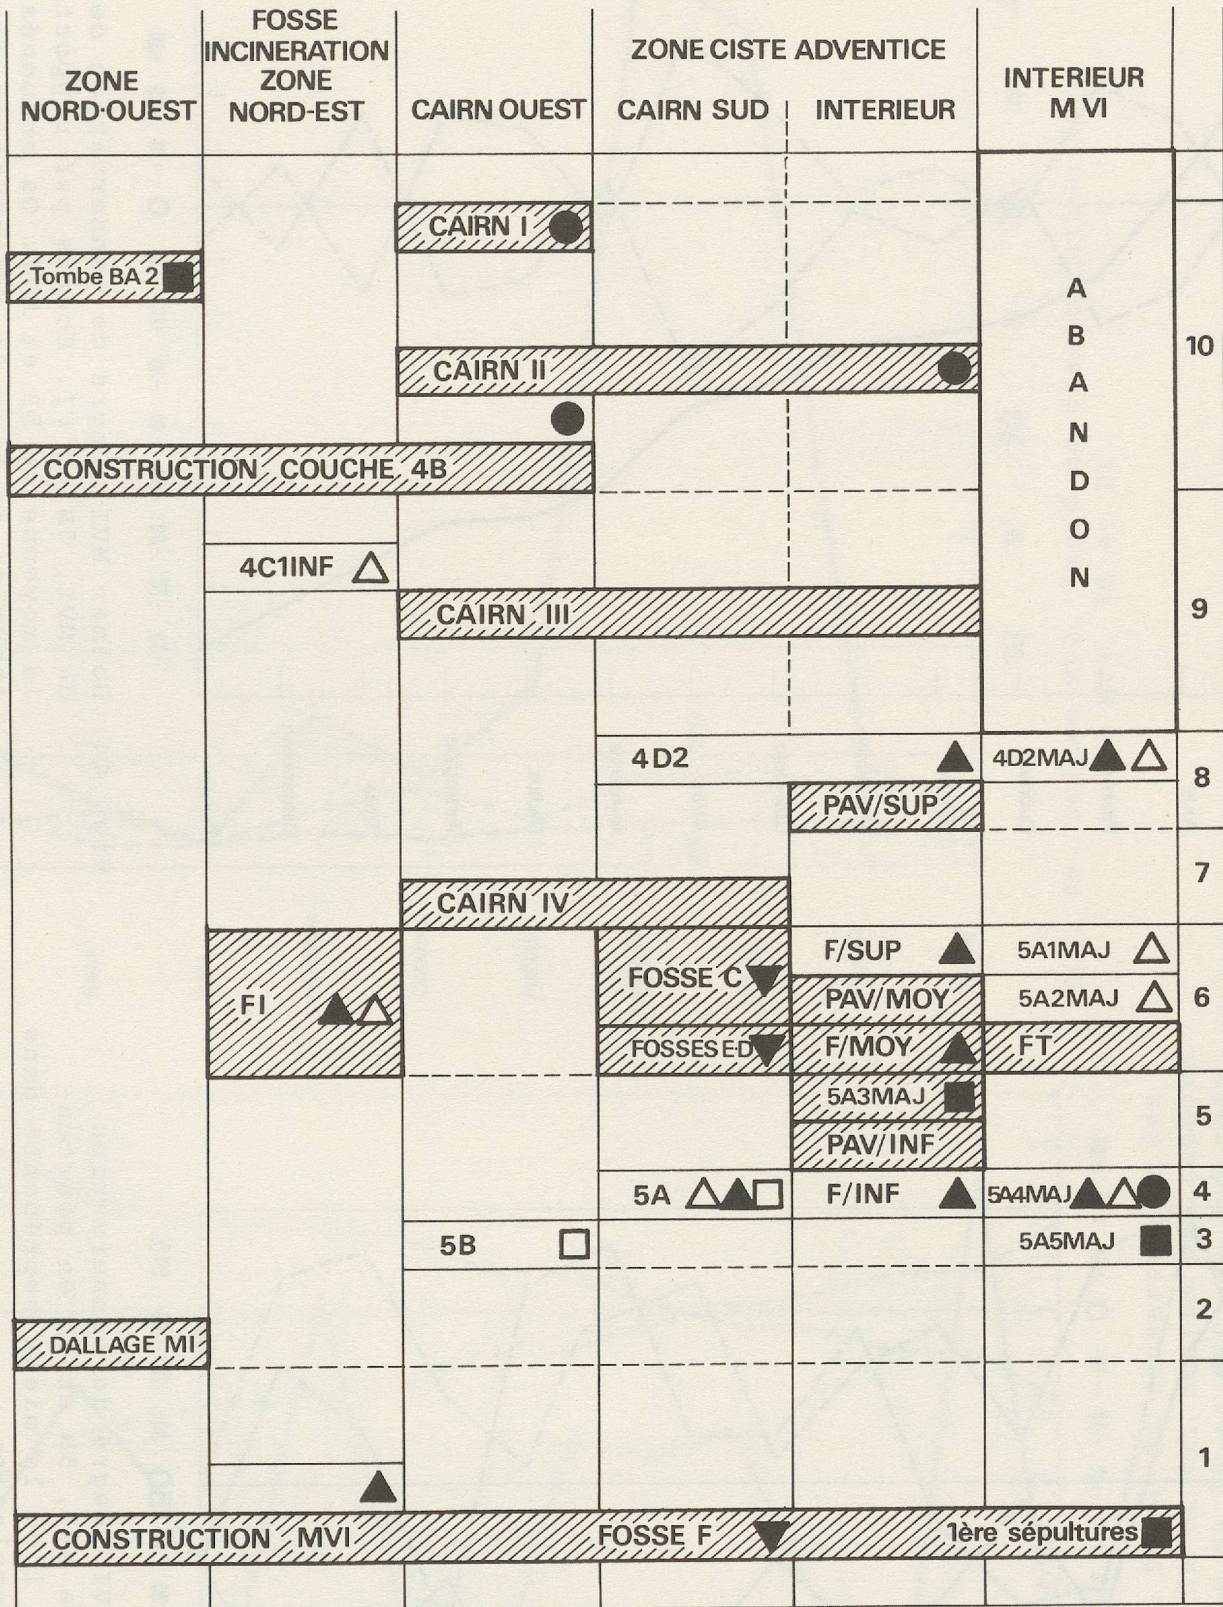 ZONE
NORD-OUEST
FOSSE
INCINERATION
ZONE
NORD-EST
CAIRN OUEST
ZONE CISTE ADVENTICE
CAIRN SUD
INTERIEUR
INTERIEUR
M VI
CAIRN I
Tombe BA 2
CAIRN II
CONSTRUCTION COUCHE 4B
A
B
A
N
D
O
N
10
4C1INF
CAIRN III
9
4D2
4D2MAJ
8
PAV/SUP
7
CAIRN IV
FI
FOSSE C
F/SUP
5A1MAJ
PAV/MOY
5A2MAJ
6
FOSSES E-D
F/MOY
FT
5A3MAJ
5
PAV/INF
5A
F/INF
5A4MAJ
4
5B
5A5MAJ
3
2
DALLAGE MI
1
CONSTRUCTION MVI
FOSSE F
1ère sépultures